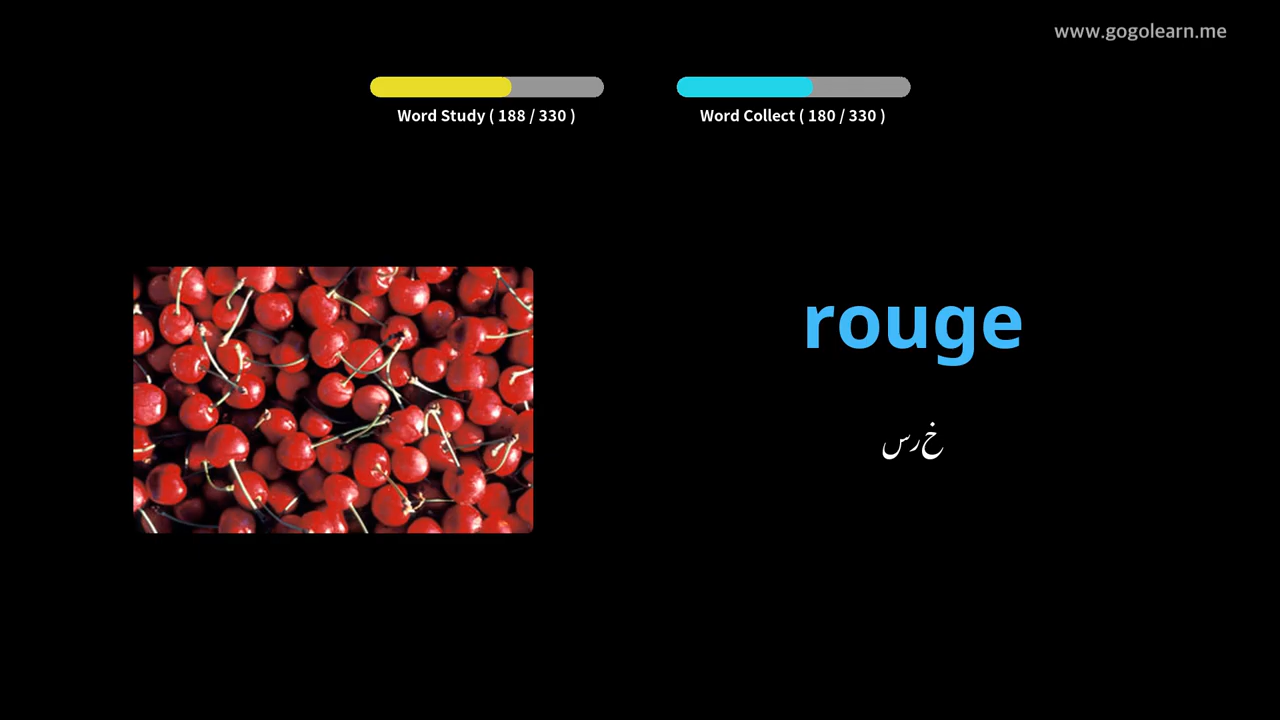 www.gogolearn.me
Word Study ( 188 / 330 )
Word Collect ( 180 / 330 )
rouge
خ رس